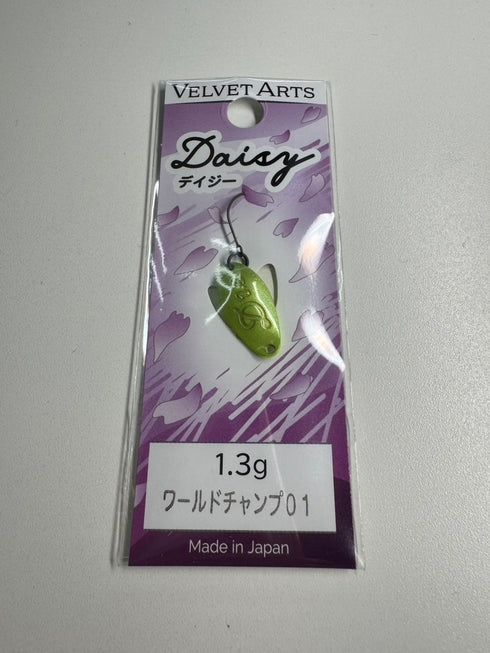 VELVET ARTS
Daisy
デイジー
1.3g
ワールドチャンプ01
Made in Japan